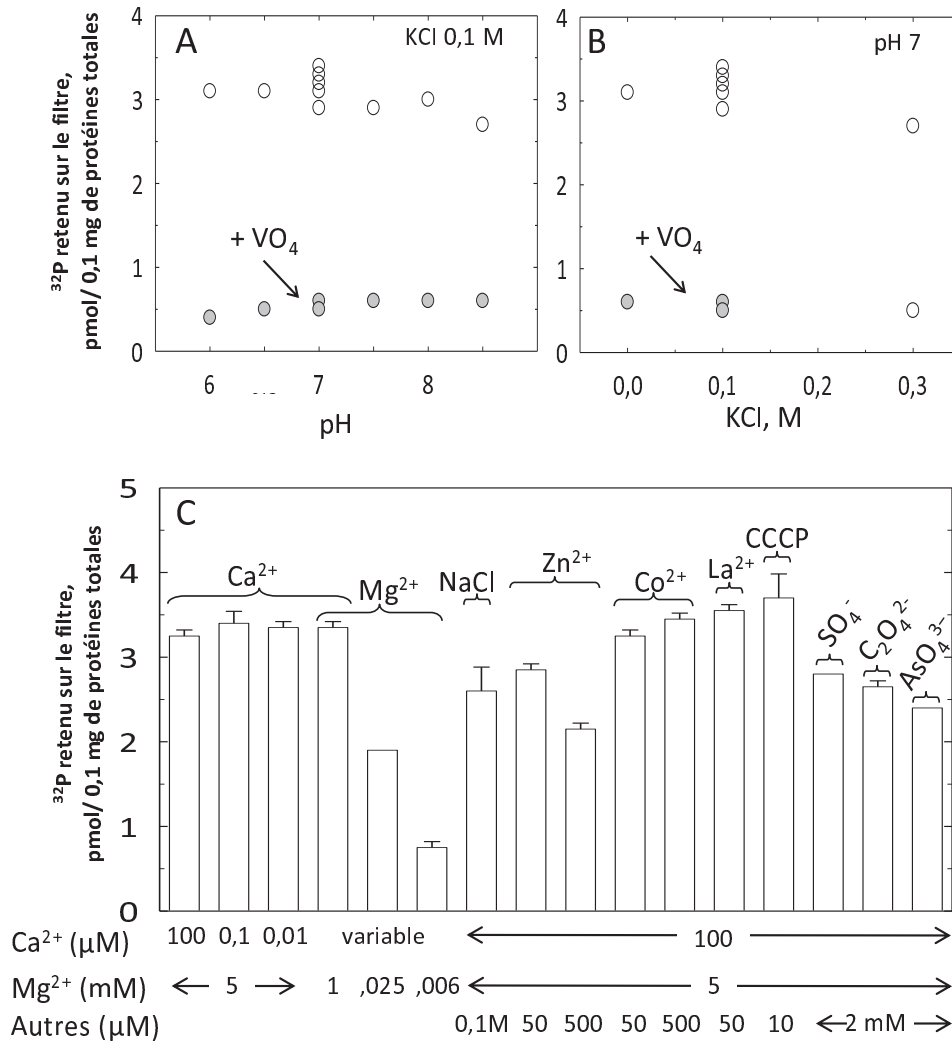 A
KCl 0,1 M
4
3
2
1
0
+ VO4
6
7
8
pH
³²P retenu sur le filtre,
pmol/ 0,1 mg de protéines totales
B
pH 7
4
3
2
1
0
+ VO4
0,0
0,1
0,2
0,3
KCl, M
C
5
4
3
2
1
0
³²P retenu sur le filtre,
pmol/ 0,1 mg de protéines totales
Ca²⁺
Mg²⁺
NaCl
Zn²⁺
Co²⁺
La²⁺
CCCP
SO₄⁻
C₂O₄²⁻
AsO₄³⁻
Ca²⁺ (μM) 100 0,1 0,01 variable 100
Mg²⁺ (mM) 5 1 ,025 ,006 5
Autres (μM) 0,1M 50 500 50 500 50 10 2 mM